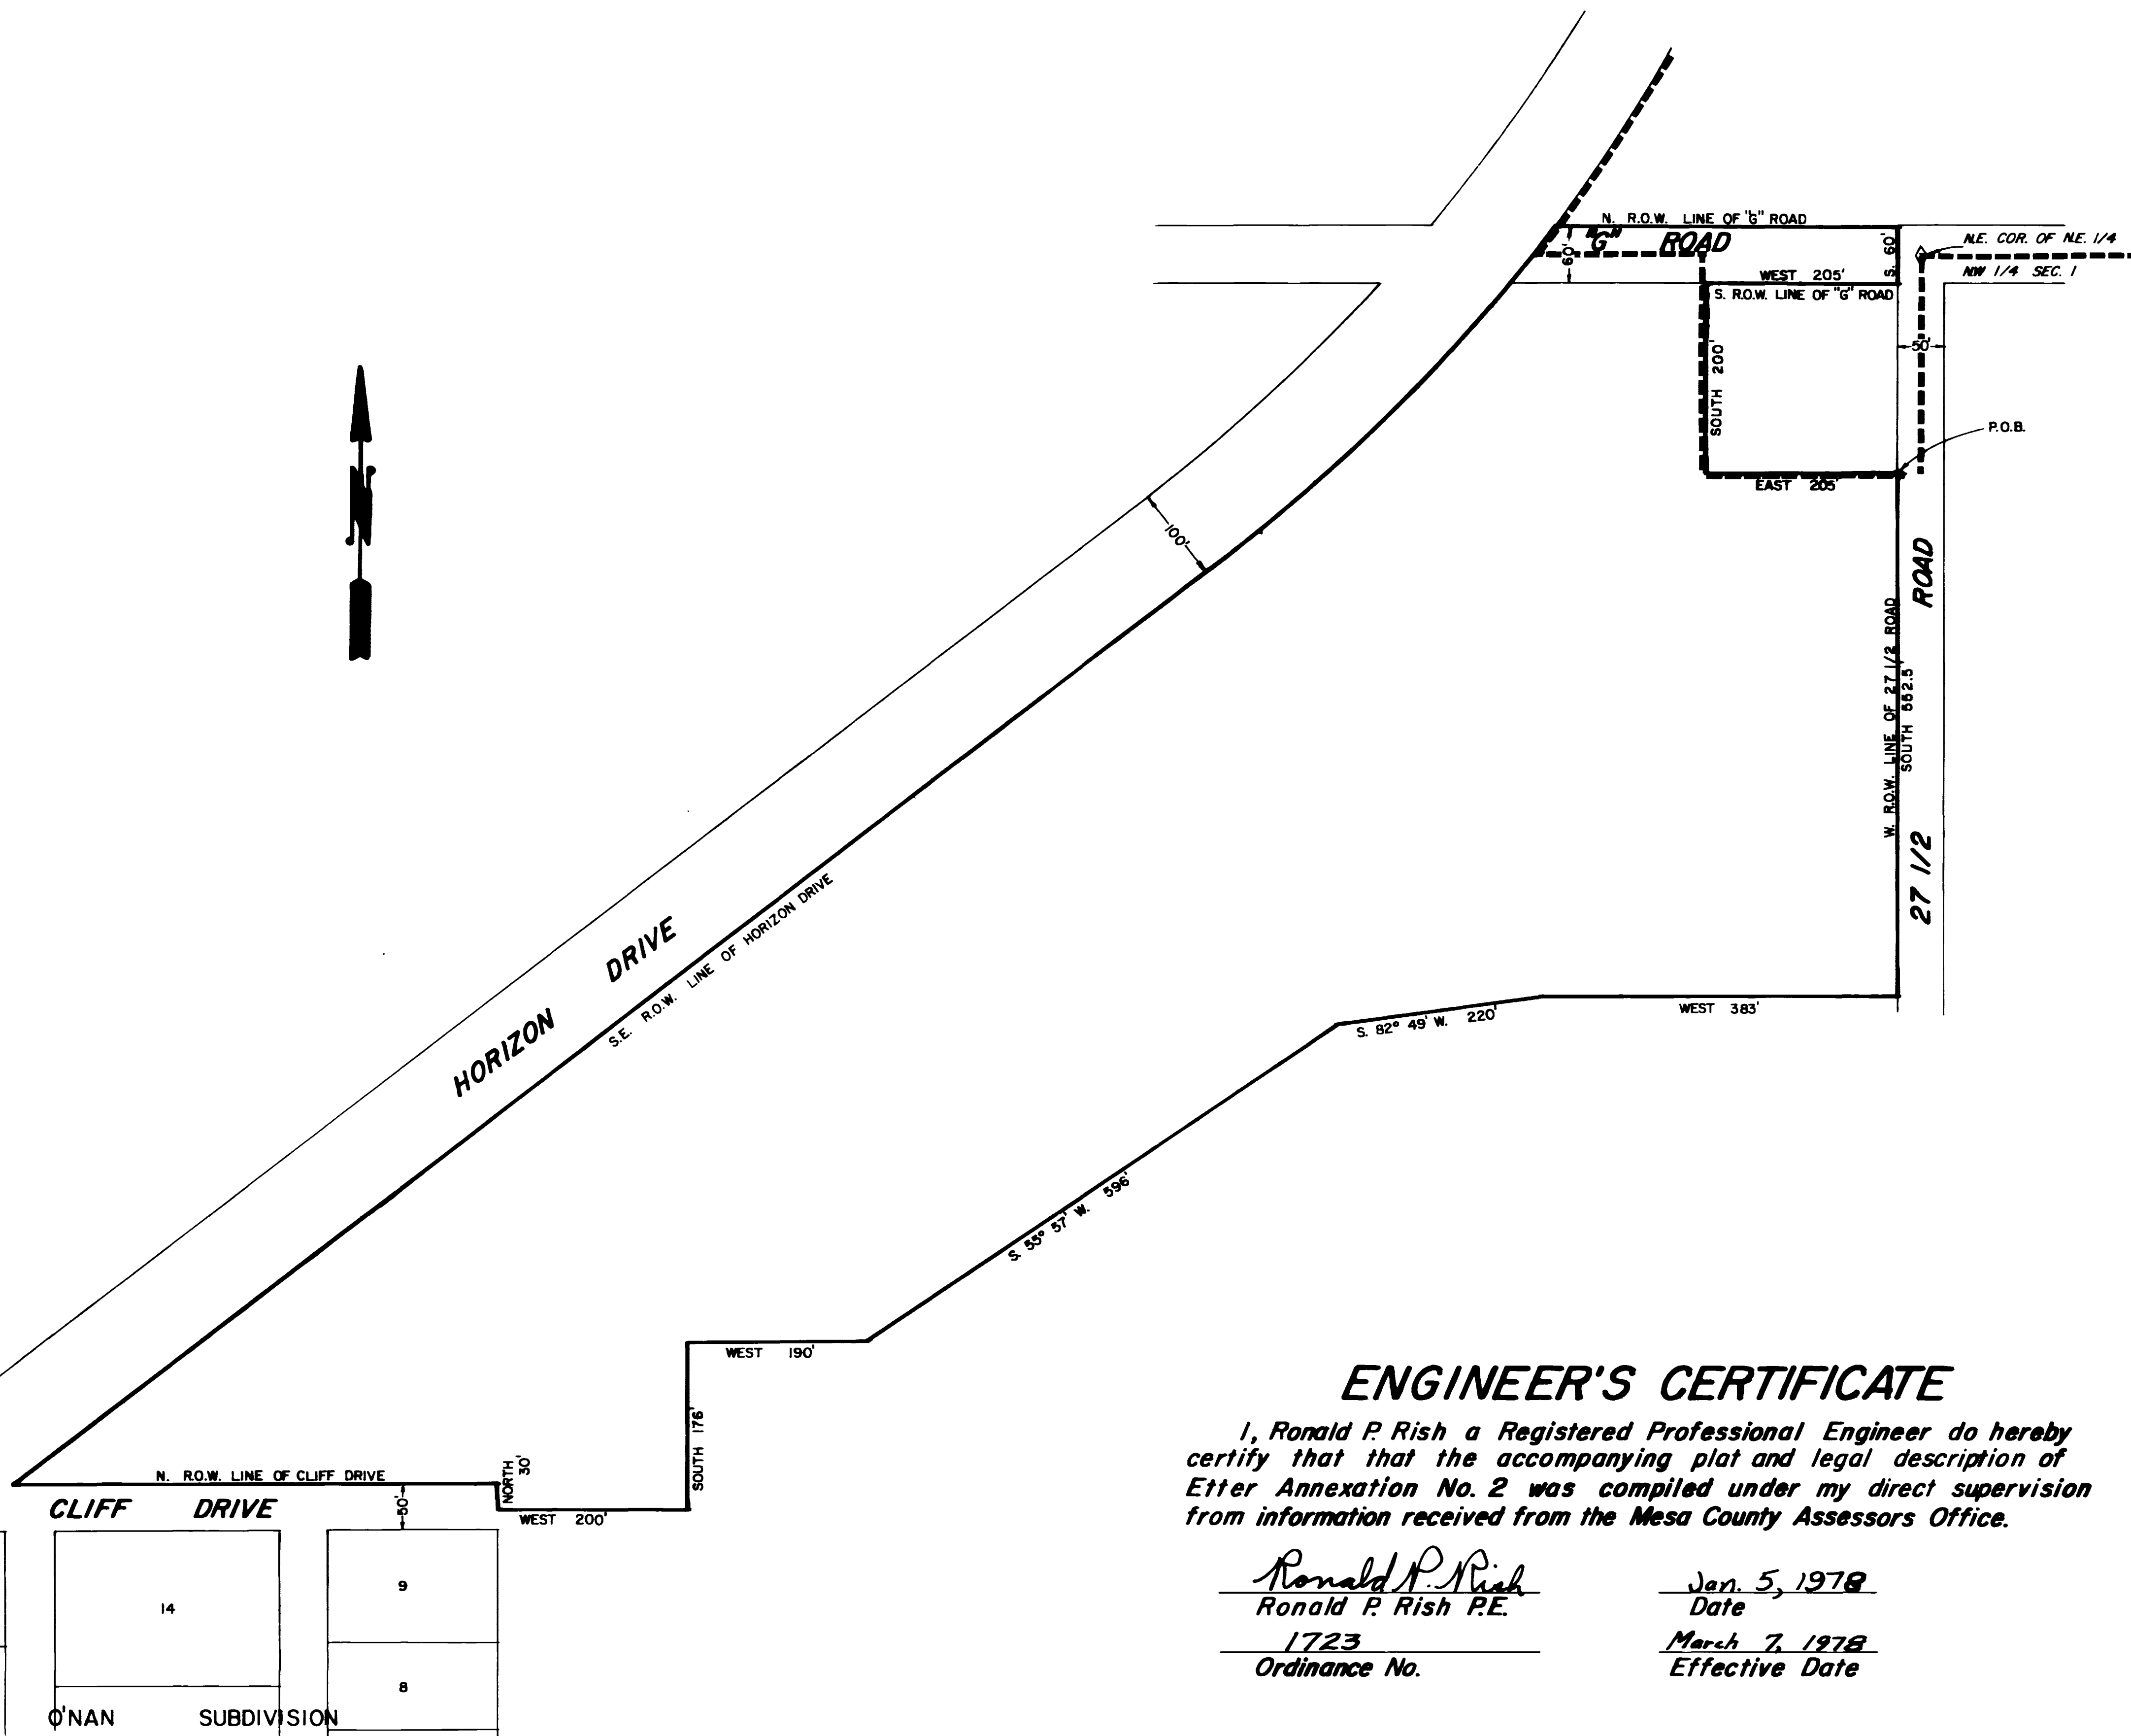 N. R.O.W. LINE OF "G" ROAD
"G" ROAD
60'
S. 60'
N.E. COR. OF N.E. 1/4
NW 1/4 SEC. 1
WEST 205'
S. R.O.W. LINE OF "G" ROAD
50'
SOUTH 200'
P.O.B.
EAST 205'
N
100'
ROAD
27 1/2
W. R.O.W. LINE OF 27 1/2 ROAD
SOUTH 552.5'
HORIZON DRIVE
S.E. R.O.W. LINE OF HORIZON DRIVE
WEST 383'
S. 82° 49' W. 220'
S. 55° 57' W. 596'
WEST 190'
SOUTH 176'
NORTH 30'
WEST 200'
N. R.O.W. LINE OF CLIFF DRIVE
CLIFF DRIVE
14
9
8
O'NAN SUBDIVISION
ENGINEER'S CERTIFICATE
I, Ronald P. Rish a Registered Professional Engineer do hereby
certify that that the accompanying plat and legal description of
Etter Annexation No. 2 was compiled under my direct supervision
from information received from the Mesa County Assessors Office.
Ronald P. Rish
Jan. 5, 1978
Ronald P. Rish P.E.
Date
1723
March 7, 1978
Ordinance No.
Effective Date